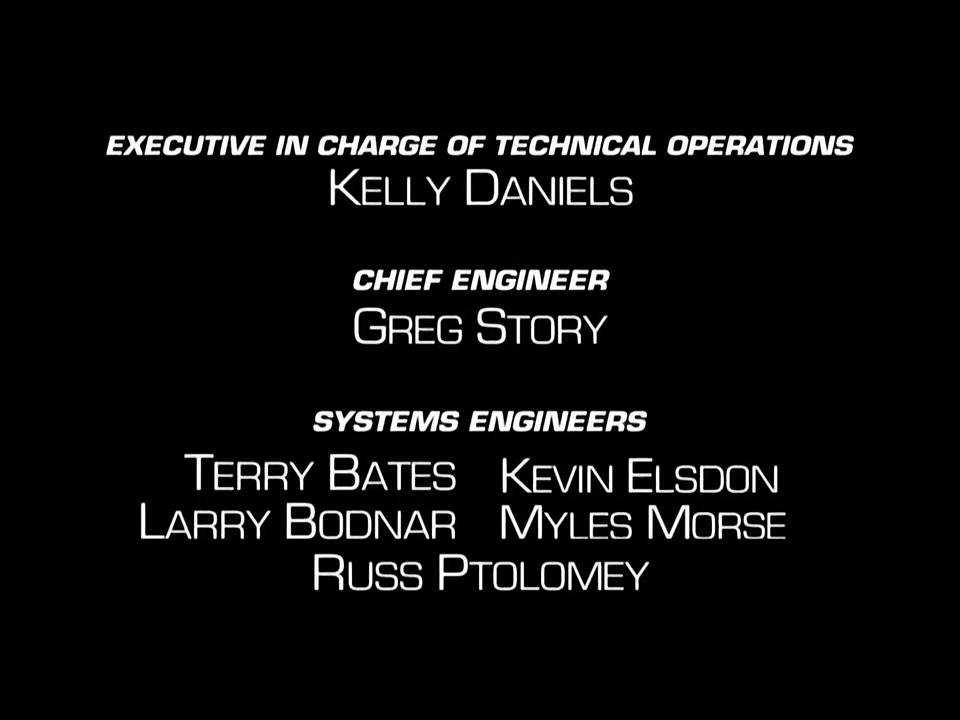 EXECUTIVE IN CHARGE OF TECHNICAL OPERATIONS
KELLY DANIELS
CHIEF ENGINEER
GREG STORY
SYSTEMS ENGINEERS
TERRY BATES KEVIN ELSDON
LARRY BODNAR MYLES MORSE
RUSS PTOLOMEY